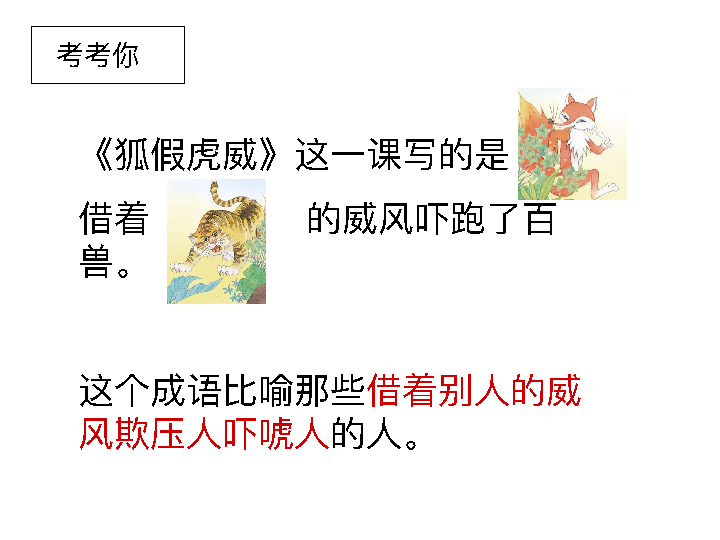 考考你
《狐假虎威》这一课写的是
借着 的威风吓跑了百
兽。
这个成语比喻那些借着别人的威
风欺压人吓唬人的人。